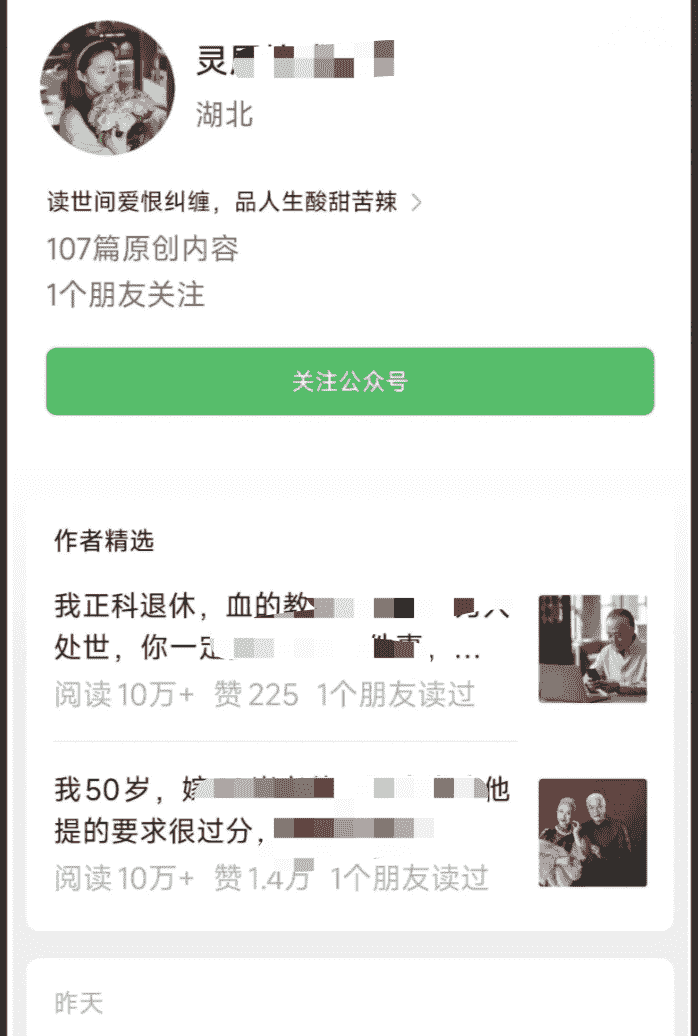 灵
湖北
读世间爱恨纠缠，品人生酸甜苦辣
107篇原创内容
1个朋友关注
关注公众号
作者精选
我正科退休，血的教
处世，你一定 ，...
阅读10万+ 赞225 1个朋友读过
我50岁，嫁 他
提的要求很过分，
阅读10万+ 赞1.4万 1个朋友读过
昨天